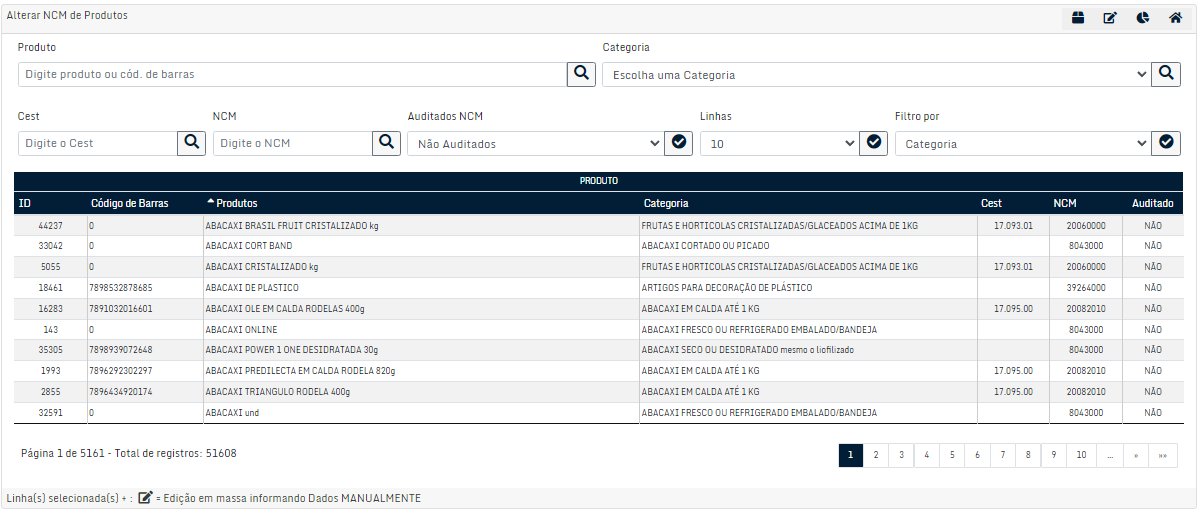 Alterar NCM de Produtos
Produto Categoria
Digite produto ou cód. de barras Escolha uma Categoria
Cest NCM Auditados NCM Linhas Filtro por
Digite o Cest Digite o NCM Não Auditados 10 Categoria
PRODUTO
ID Código de Barras Produtos Categoria Cest NCM Auditado
44237 0 ABACAXI BRASIL FRUIT CRISTALIZADO kg FRUTAS E HORTICOLAS CRISTALIZADAS/GLACEADOS ACIMA DE 1KG 17.093.01 20060000 NÃO
33042 0 ABACAXI CORT BAND ABACAXI CORTADO OU PICADO 8043000 NÃO
5055 0 ABACAXI CRISTALIZADO kg FRUTAS E HORTICOLAS CRISTALIZADAS/GLACEADOS ACIMA DE 1KG 17.093.01 20060000 NÃO
18461 7898532878685 ABACAXI DE PLASTICO ARTIGOS PARA DECORAÇÃO DE PLÁSTICO 39264000 NÃO
16283 7891032016601 ABACAXI OLE EM CALDA RODELAS 400g ABACAXI EM CALDA ATÉ 1 KG 17.095.00 20082010 NÃO
143 0 ABACAXI ONLINE ABACAXI FRESCO OU REFRIGERADO EMBALADO/BANDEJA 8043000 NÃO
35305 7898939072648 ABACAXI POWER 1 ONE DESIDRATADA 30g ABACAXI SECO OU DESIDRATADO mesmo o liofilizado 8043000 NÃO
1993 7896292302297 ABACAXI PREDILECTA EM CALDA RODELA 820g ABACAXI EM CALDA ATÉ 1 KG 17.095.00 20082010 NÃO
2855 7896434920174 ABACAXI TRIANGULO RODELA 400g ABACAXI EM CALDA ATÉ 1 KG 17.095.00 20082010 NÃO
32591 0 ABACAXI und ABACAXI FRESCO OU REFRIGERADO EMBALADO/BANDEJA 8043000 NÃO
Página 1 de 5161 - Total de registros: 51608 1 2 3 4 5 6 7 8 9 10 ... » »»
Linha(s) selecionada(s) + : = Edição em massa informando Dados MANUALMENTE